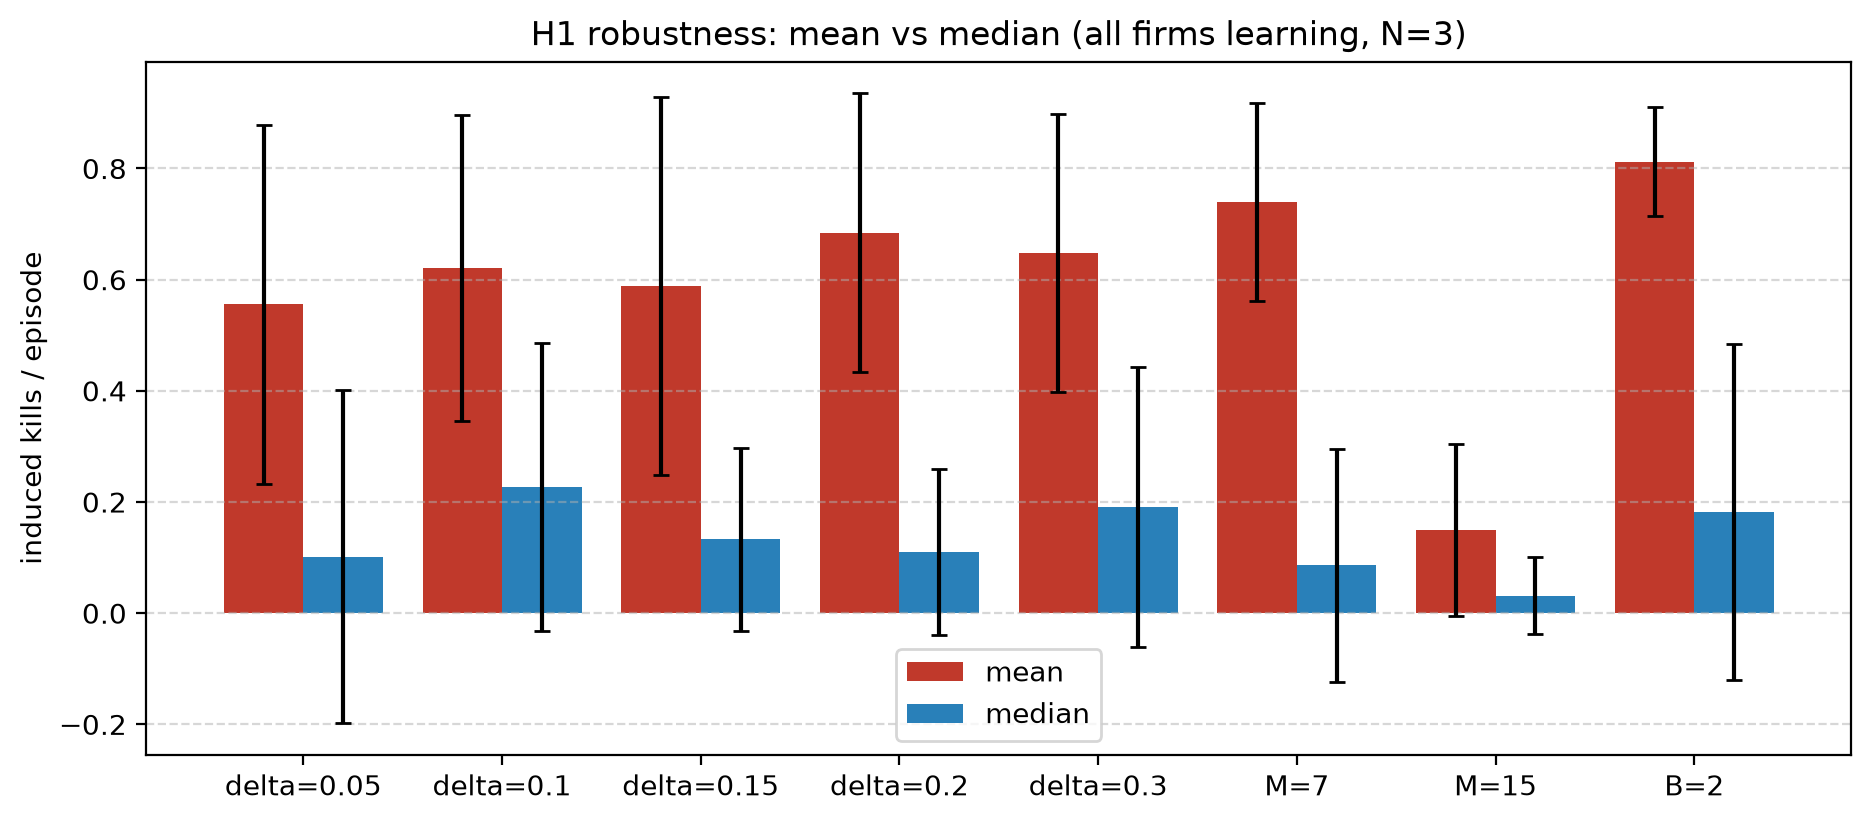 H1 robustness: mean vs median (all firms learning, N=3)
induced kills / episode
0.8
0.6
0.4
0.2
0.0
−0.2
mean
median
delta=0.05 delta=0.1 delta=0.15 delta=0.2 delta=0.3 M=7 M=15 B=2